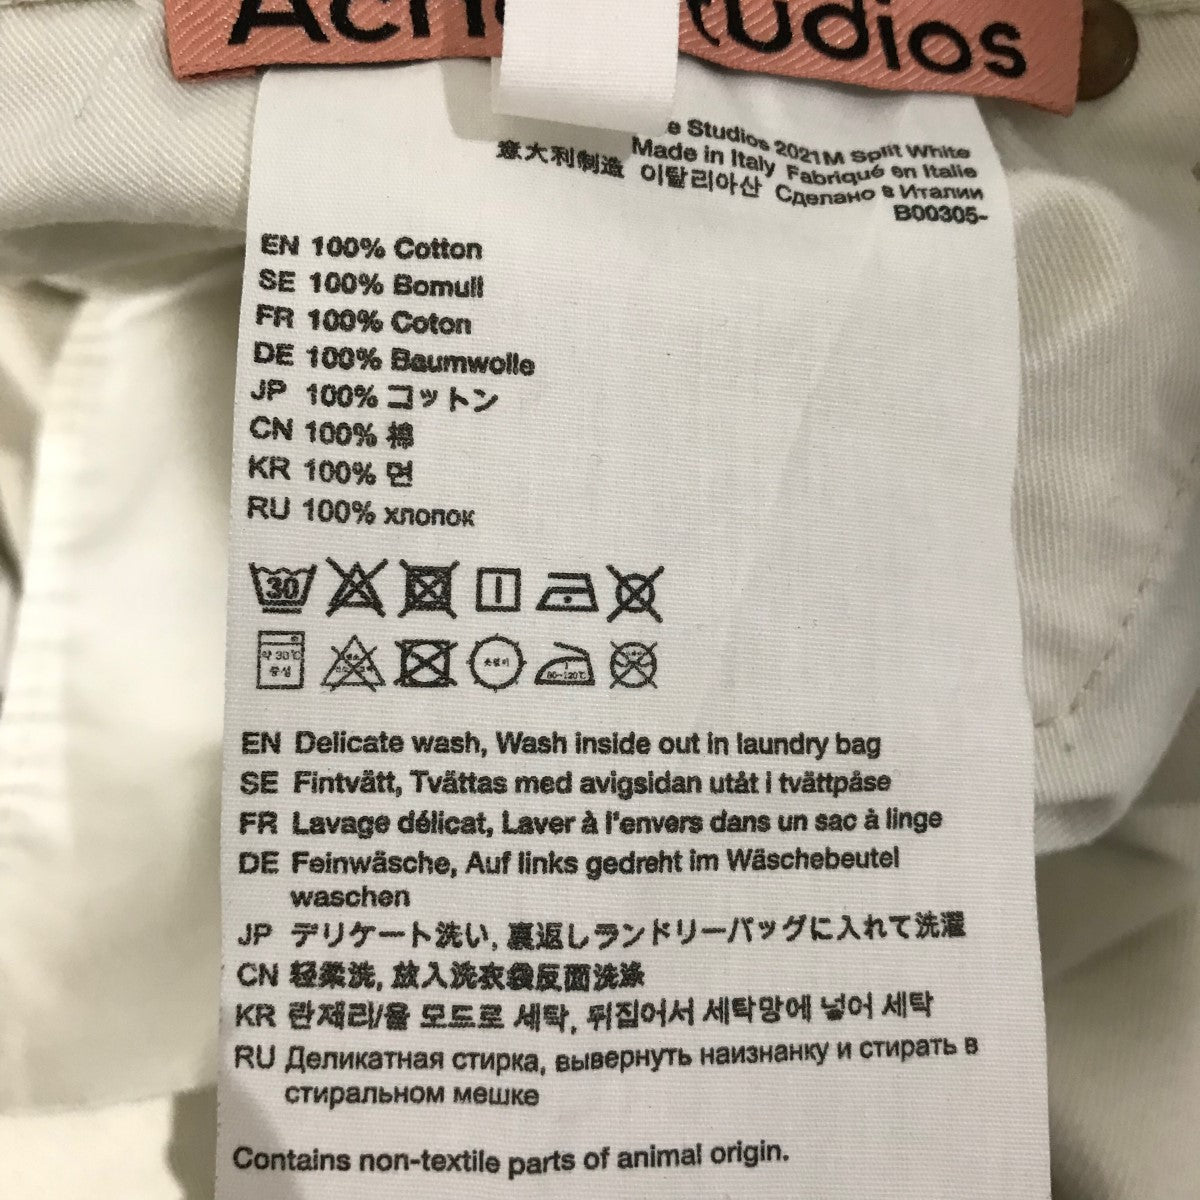 Acne Studios
e Studios 2021M Split White
Made in Italy Fabriqué en Italie
意大利制造 이탈리아산 Сделано в Италии
B00305-
EN 100% Cotton
SE 100% Bomull
FR 100% Coton
DE 100% Baumwolle
JP 100% コットン
CN 100% 棉
KR 100% 면
RU 100% хлопок
30
약 30℃
중성
80~120℃
EN Delicate wash, Wash inside out in laundry bag
SE Fintvätt, Tvättas med avigsidan utåt i tvättpåse
FR Lavage délicat, Laver à l'envers dans un sac à linge
DE Feinwäsche, Auf links gedreht im Wäschebeutel
waschen
JP デリケート洗い, 裏返しランドリーバッグに入れて洗濯
CN 轻柔洗, 放入洗衣袋反面洗涤
KR 란제리/울 모드로 세탁, 뒤집어서 세탁망에 넣어 세탁
RU Деликатная стирка, вывернуть наизнанку и стирать в
стиральном мешке
Contains non-textile parts of animal origin.